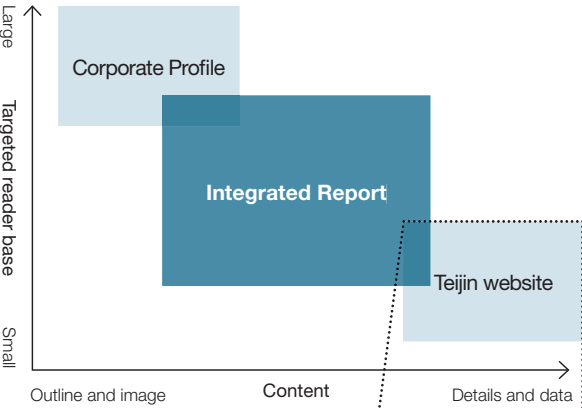 Large
Corporate Profile
Targeted reader base
Integrated Report
Teijin website
Small
Outline and image
Content
Details and data